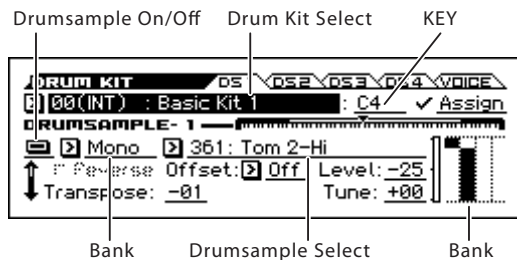 Drumsample On/Off Drum Kit Select KEY
DRUM KIT DS1 DS2 DS3 DS4 VOICE
00(INT) : Basic Kit 1 : C4 Assign
DRUMSAMPLE- 1
Mono 361: Tom 2-Hi
Reverse Offset: Off Level: -25
Transpose: -01 Tune: +00
Bank Drumsample Select Bank